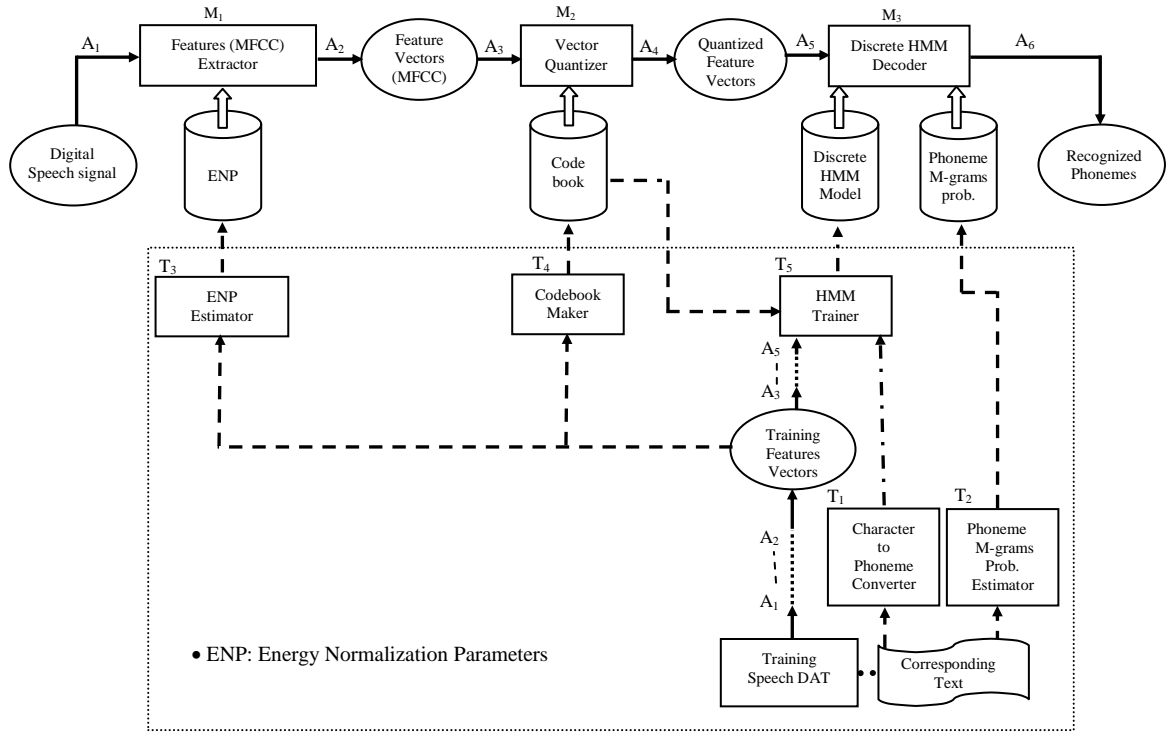 M₁
M₂
M₃
A₁
Features (MFCC)
Extractor
A₂
Feature
Vectors
(MFCC)
A₃
Vector
Quantizer
A₄
Quantized
Feature
Vectors
A₅
Discrete HMM
Decoder
A₆
Digital
Speech signal
ENP
Code
book
Discrete
HMM
Model
Phoneme
M-grams
prob.
Recognized
Phonemes
T₃
ENP
Estimator
T₄
Codebook
Maker
T₅
HMM
Trainer
A₅
A₃
Training
Features
Vectors
A₂
A₁
T₁
Character
to
Phoneme
Converter
T₂
Phoneme
M-grams
Prob.
Estimator
• ENP: Energy Normalization Parameters
Training
Speech DAT
Corresponding
Text